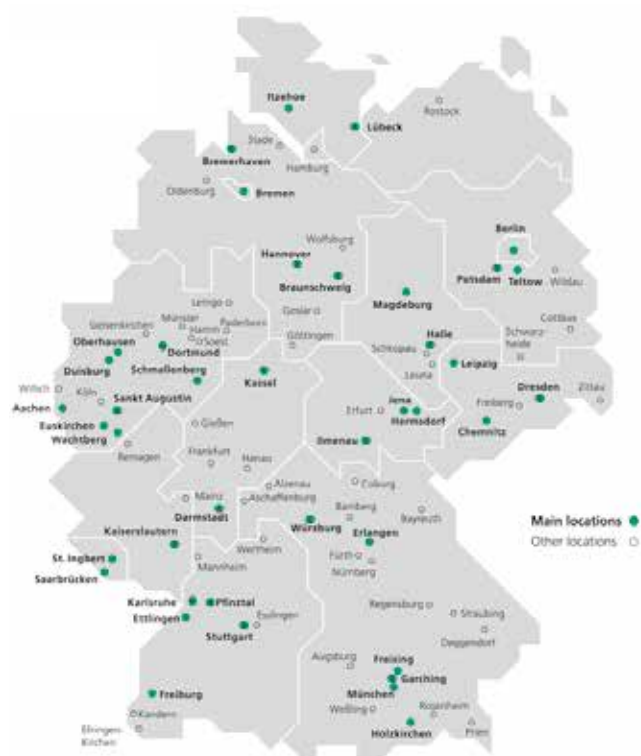 Itzehoe
Rostock
Lübeck
Stade
Bremerhaven
Hamburg
Oldenburg
Bremen
Berlin
Wolfsburg
Hannover
Potsdam
Teltow
Wildau
Braunschweig
Magdeburg
Lemgo
Goslar
Cottbus
Münster
Paderborn
Gelsenkirchen
Hamm
Schwarz-
heide
Oberhausen
Soest
Göttingen
Halle
Dortmund
Schkopau
Duisburg
Leipzig
Schmallenberg
Kassel
Leuna
Willich
Köln
Dresden
Zittau
Aachen
Sankt Augustin
Jena
Freiberg
Erfurt
Euskirchen
Gießen
Hermsdorf
Chemnitz
Wachtberg
Ilmenau
Remagen
Frankfurt
Hanau
Alzenau
Coburg
Mainz
Aschaffenburg
Bamberg
Darmstadt
Würzburg
Bayreuth
Main locations
Kaiserslautern
Erlangen
Other locations
Wertheim
St. Ingbert
Mannheim
Fürth
Nürnberg
Saarbrücken
Karlsruhe
Pfinztal
Regensburg
Straubing
Ettlingen
Esslingen
Stuttgart
Deggendorf
Augsburg
Freising
Garching
Freiburg
München
Kandern
Weßling
Rosenheim
Efringen-
Kirchen
Holzkirchen
Prien